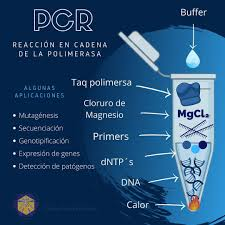 PCR
REACCIÓN EN CADENA
DE LA POLIMERASA
ALGUNAS
APLICACIONES
• Mutagénesis
• Secuenciación
• Genotipificación
• Expresión de genes
• Detección de patógenos
Buffer
Taq polimersa
Cloruro de
Magnesio
MgCl₂
Primers
dNTP´s
DNA
Calor